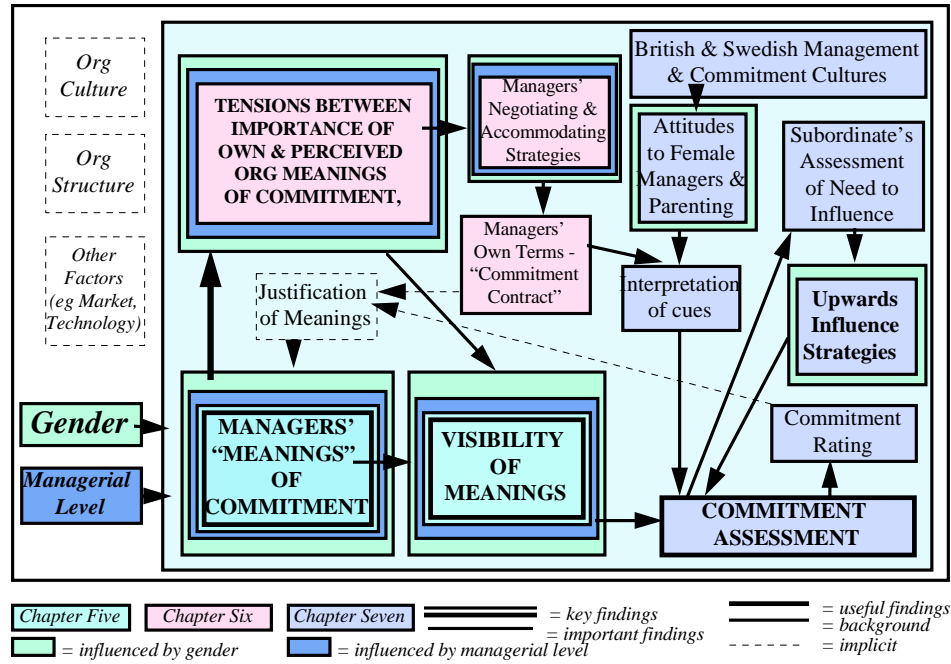 Org
Culture
Org
Structure
Other
Factors
(eg Market,
Technology)
TENSIONS BETWEEN
IMPORTANCE OF
OWN & PERCEIVED
ORG MEANINGS
OF COMMITMENT,
Managers'
Negotiating &
Accommodating
Strategies
British & Swedish Management
& Commitment Cultures
Attitudes
to Female
Managers &
Parenting
Subordinate's
Assessment
of Need to
Influence
Managers'
Own Terms -
“Commitment
Contract”
Justification
of Meanings
Interpretation
of cues
Upwards
Influence
Strategies
Gender
Managerial
Level
MANAGERS'
“MEANINGS”
OF
COMMITMENT
VISIBILITY
OF
MEANINGS
Commitment
Rating
COMMITMENT
ASSESSMENT
Chapter Five
Chapter Six
Chapter Seven
= key findings
= important findings
= useful findings
= background
= implicit
= influenced by gender
= influenced by managerial level